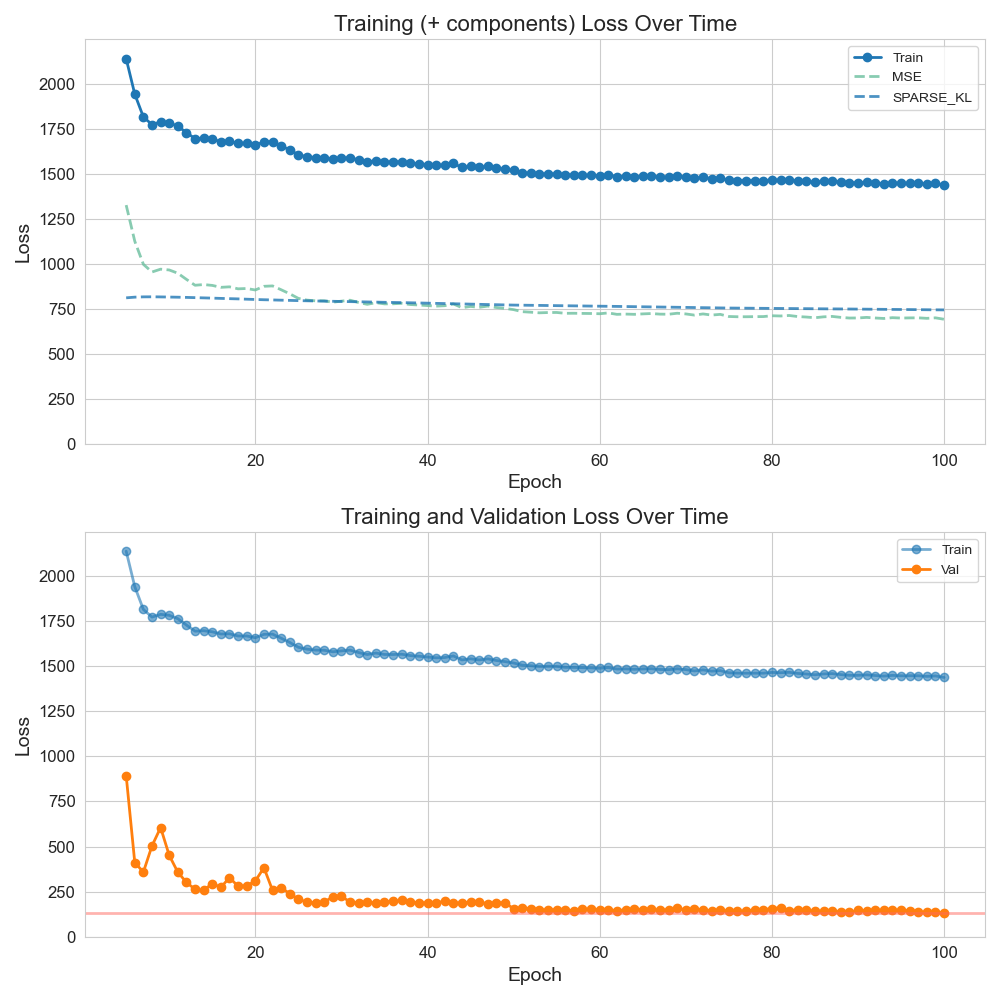 Training (+ components) Loss Over Time
Train
MSE
SPARSE_KL
Loss
2000
1750
1500
1250
1000
750
500
250
0
20 40 60 80 100
Epoch
Training and Validation Loss Over Time
Train
Val
Loss
2000
1750
1500
1250
1000
750
500
250
0
20 40 60 80 100
Epoch